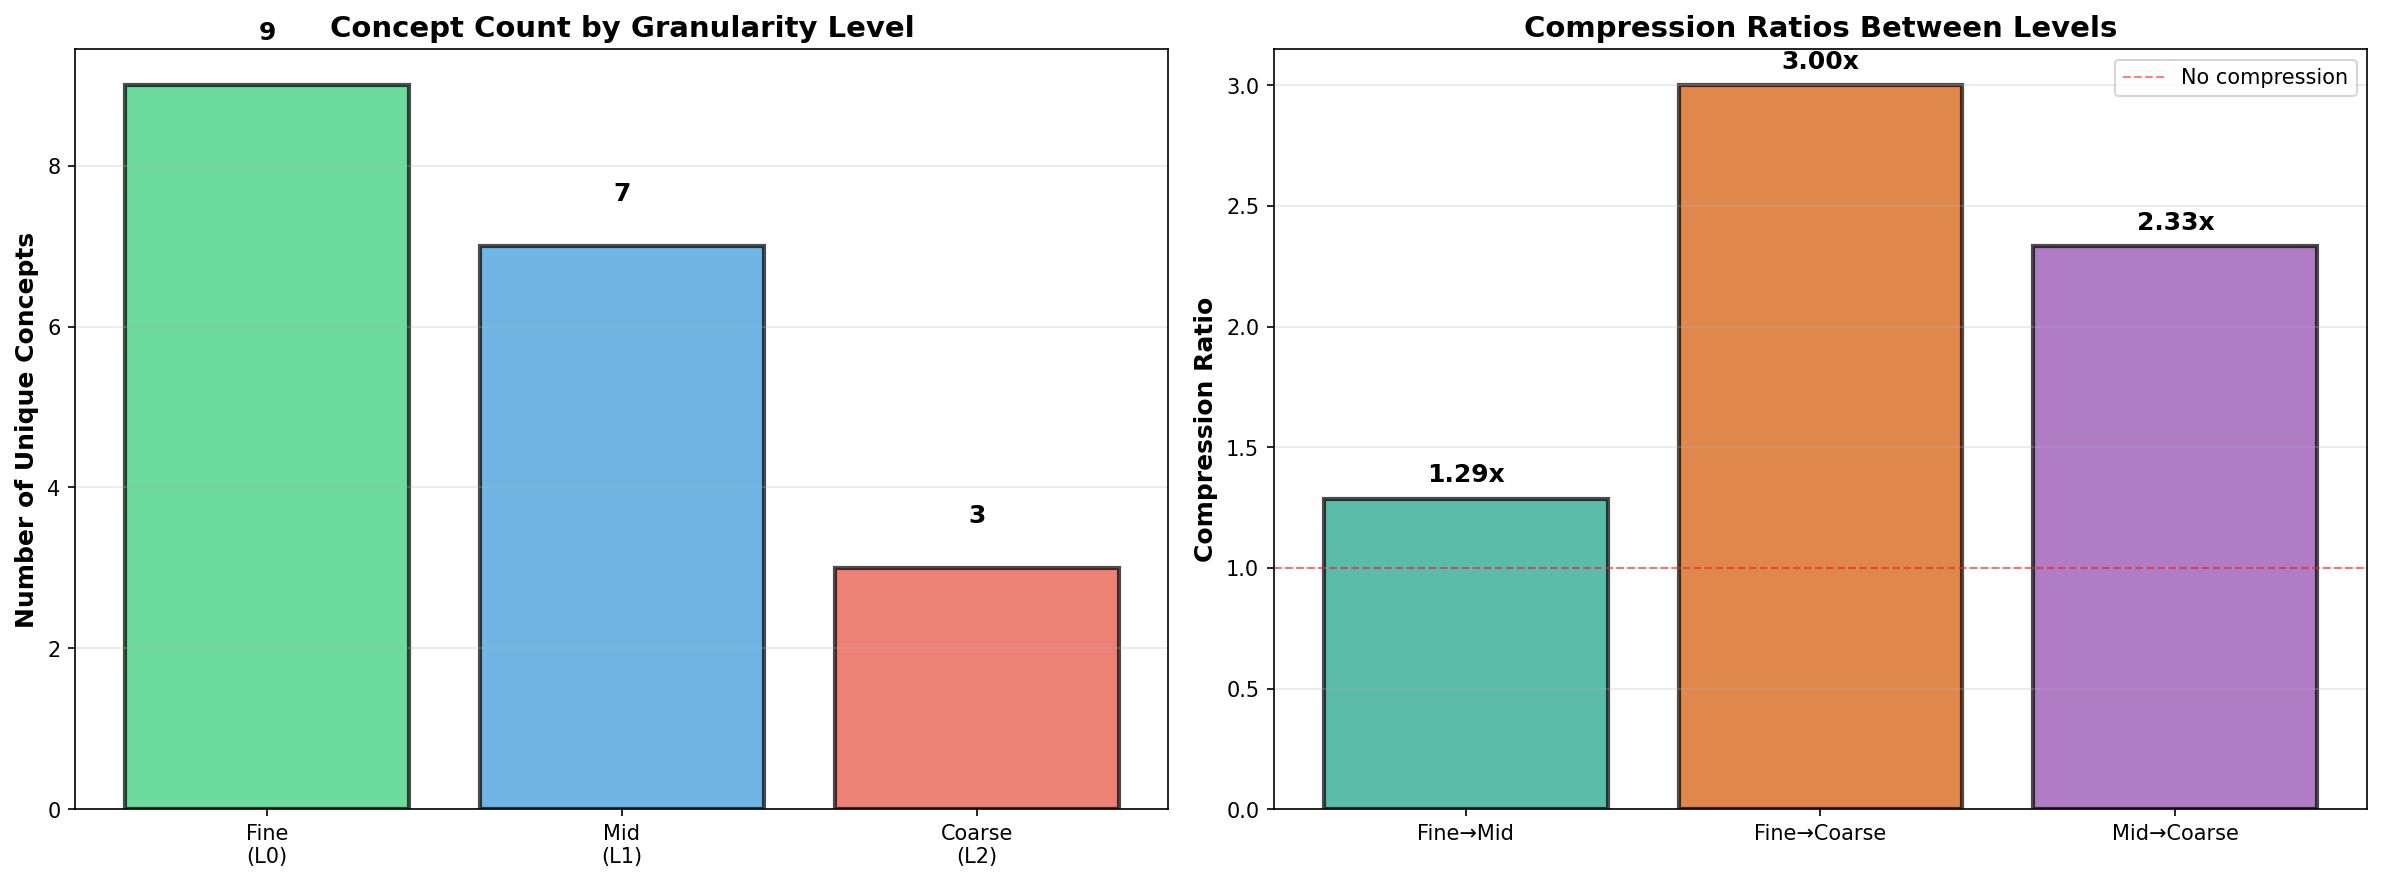 Concept Count by Granularity Level
9
7
3
8
6
4
2
0
Number of Unique Concepts
Fine
(L0)
Mid
(L1)
Coarse
(L2)
Compression Ratios Between Levels
No compression
3.00x
2.33x
1.29x
3.0
2.5
2.0
1.5
1.0
0.5
0.0
Compression Ratio
Fine→Mid
Fine→Coarse
Mid→Coarse